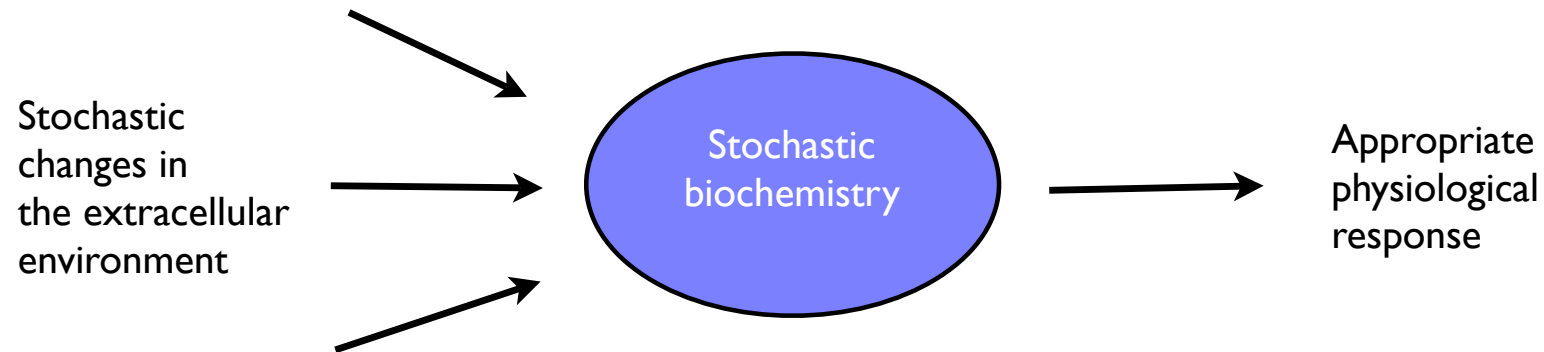 Stochastic
changes in
the extracellular
environment
Stochastic
biochemistry
Appropriate
physiological
response